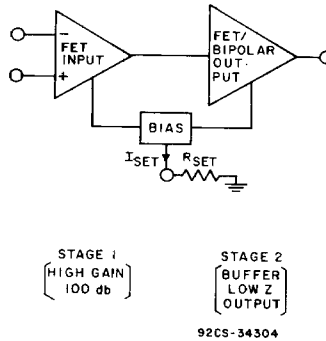 −
+
FET
INPUT
FET/
BIPOLAR
OUT-
PUT
BIAS
ISET
RSET
STAGE 1
HIGH GAIN
100 db
STAGE 2
BUFFER
LOW Z
OUTPUT
92CS-34304